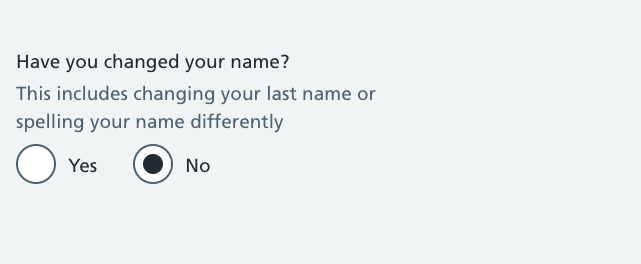 Have you changed your name?
This includes changing your last name or
spelling your name differently
Yes No